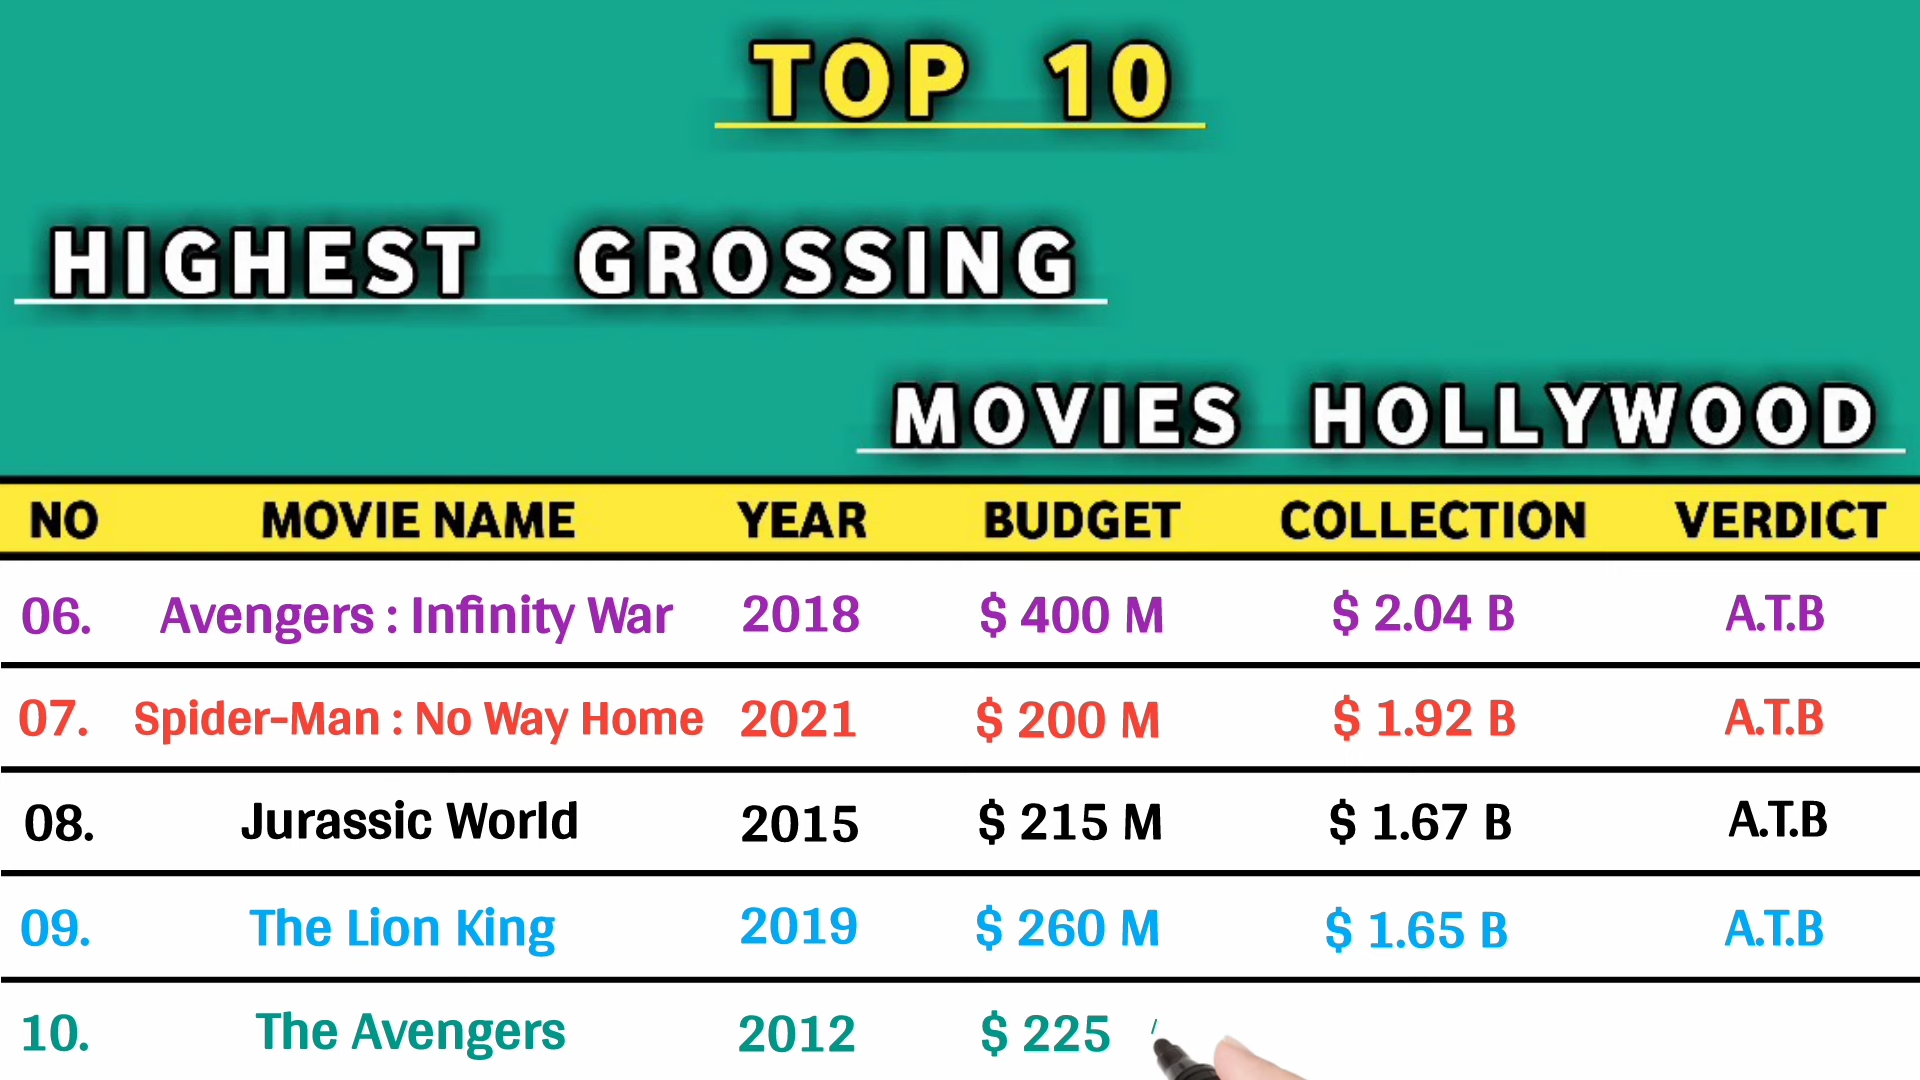 TOP 10
HIGHEST GROSSING
MOVIES HOLLYWOOD
NO MOVIE NAME YEAR BUDGET COLLECTION VERDICT
06. Avengers : Infinity War 2018 $ 400 M $ 2.04 B A.T.B
07. Spider-Man : No Way Home 2021 $ 200 M $ 1.92 B A.T.B
08. Jurassic World 2015 $ 215 M $ 1.67 B A.T.B
09. The Lion King 2019 $ 260 M $ 1.65 B A.T.B
10. The Avengers 2012 $ 225